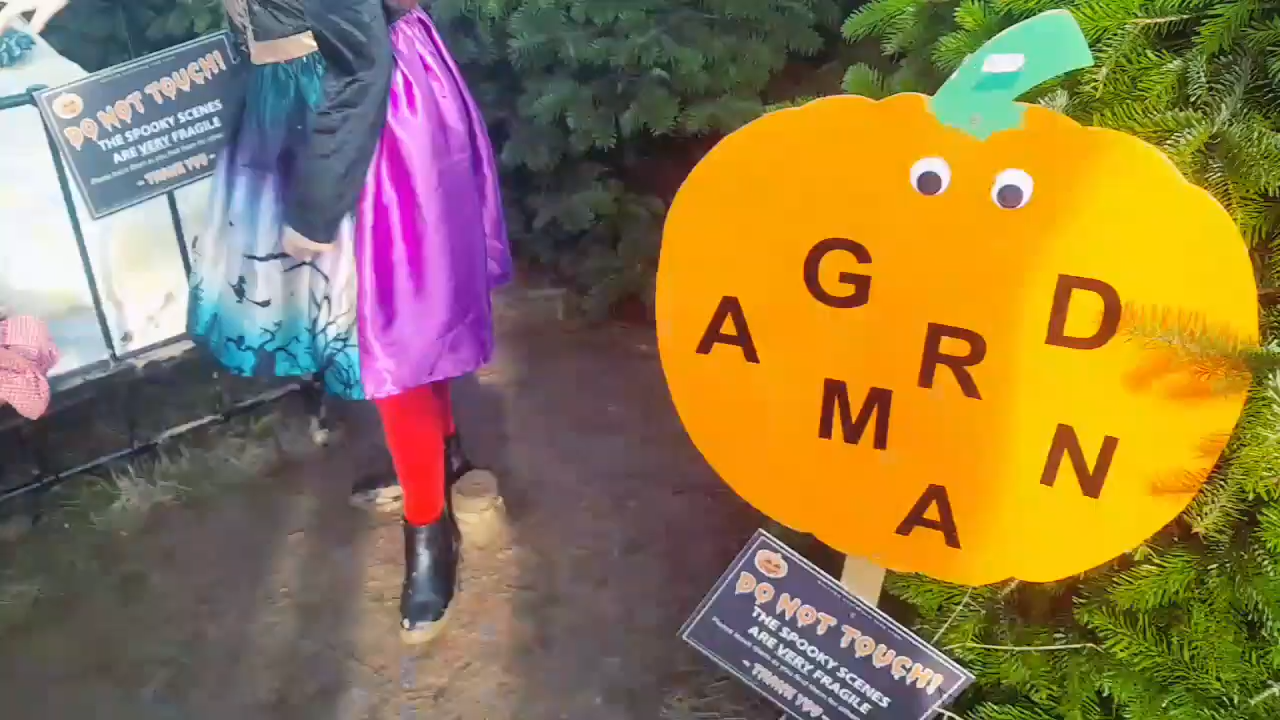 DO NOT TOUCH!
THE SPOOKY SCENES
ARE VERY FRAGILE
- THANK YOU -
G
D
A
R
M
N
A
DO NOT TOUCH!
THE SPOOKY SCENES
ARE VERY FRAGILE
- THANK YOU -